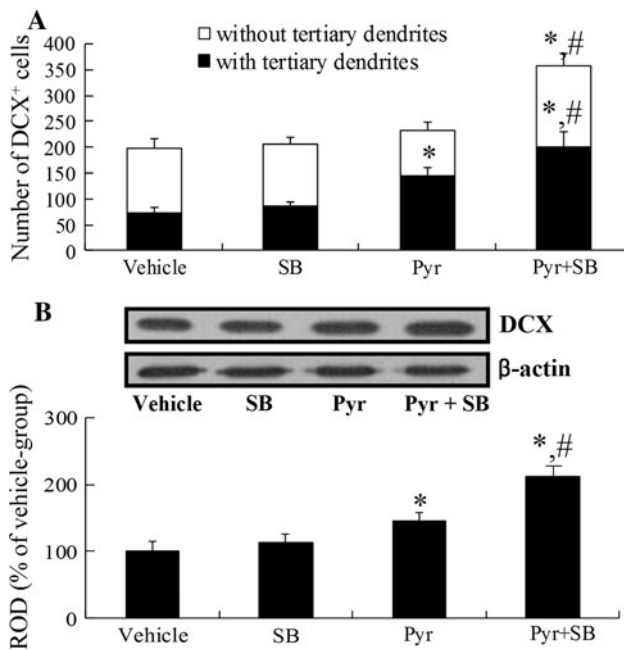 A
without tertiary dendrites
with tertiary dendrites
Number of DCX+ cells
400
350
300
250
200
150
100
50
0
*
*,#
*,#
Vehicle SB Pyr Pyr+SB
B
DCX
β-actin
Vehicle SB Pyr Pyr + SB
ROD (% of vehicle-group)
300
200
100
0
*
*,#
Vehicle SB Pyr Pyr+SB